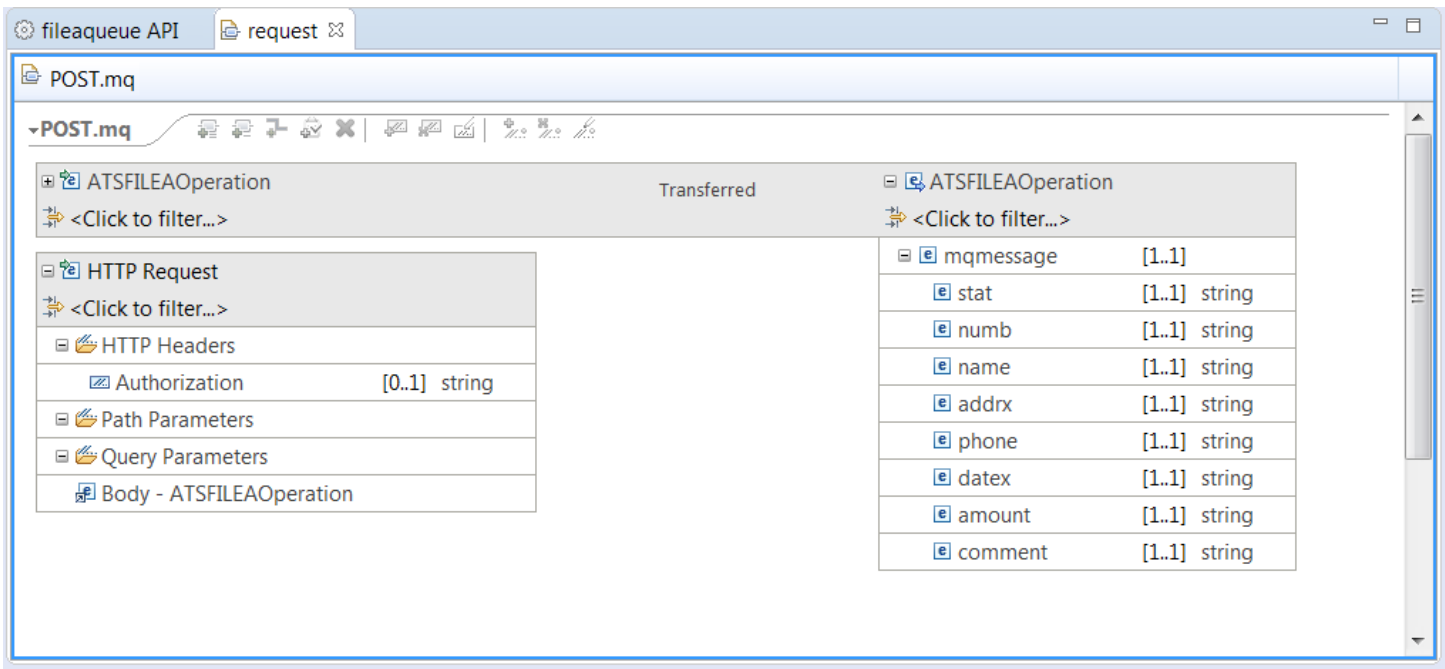 fileaqueue API
request
POST.mq
POST.mq
ATSFILEAOperation
<Click to filter...>
Transferred
ATSFILEAOperation
<Click to filter...>
HTTP Request
<Click to filter...>
HTTP Headers
Authorization [0..1] string
Path Parameters
Query Parameters
Body - ATSFILEAOperation
mqmessage [1..1]
stat [1..1] string
numb [1..1] string
name [1..1] string
addrx [1..1] string
phone [1..1] string
datex [1..1] string
amount [1..1] string
comment [1..1] string